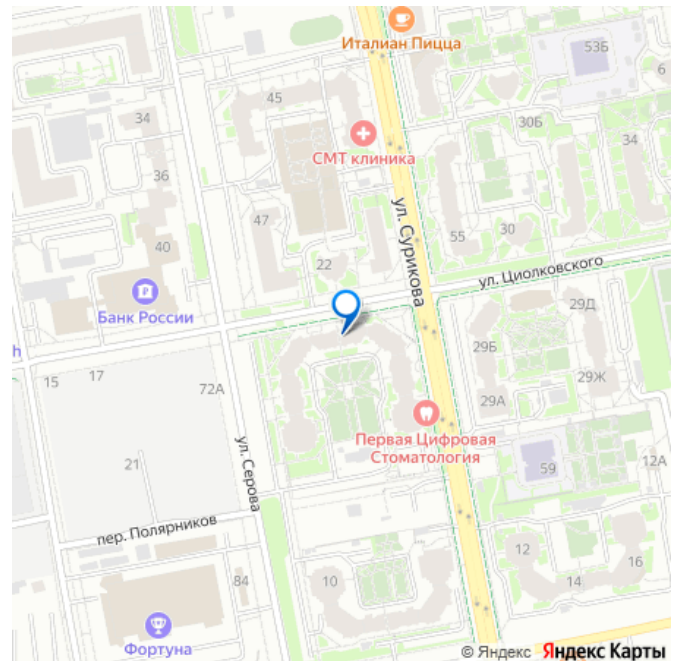 Италиан Пицца
53Б
6
45
34
30Б
34
СМТ клиника
36
ул. Сурикова
47
55
30
40
22
ул. Циолковского
Банк России
29Д
h
29Б
15
17
72А
29Ж
29А
Первая Цифровая
Стоматология
ул. Серова
21
59
12А
пер. Полярников
12
16
10
14
84
Фортуна
© Яндекс Яндекс Карты